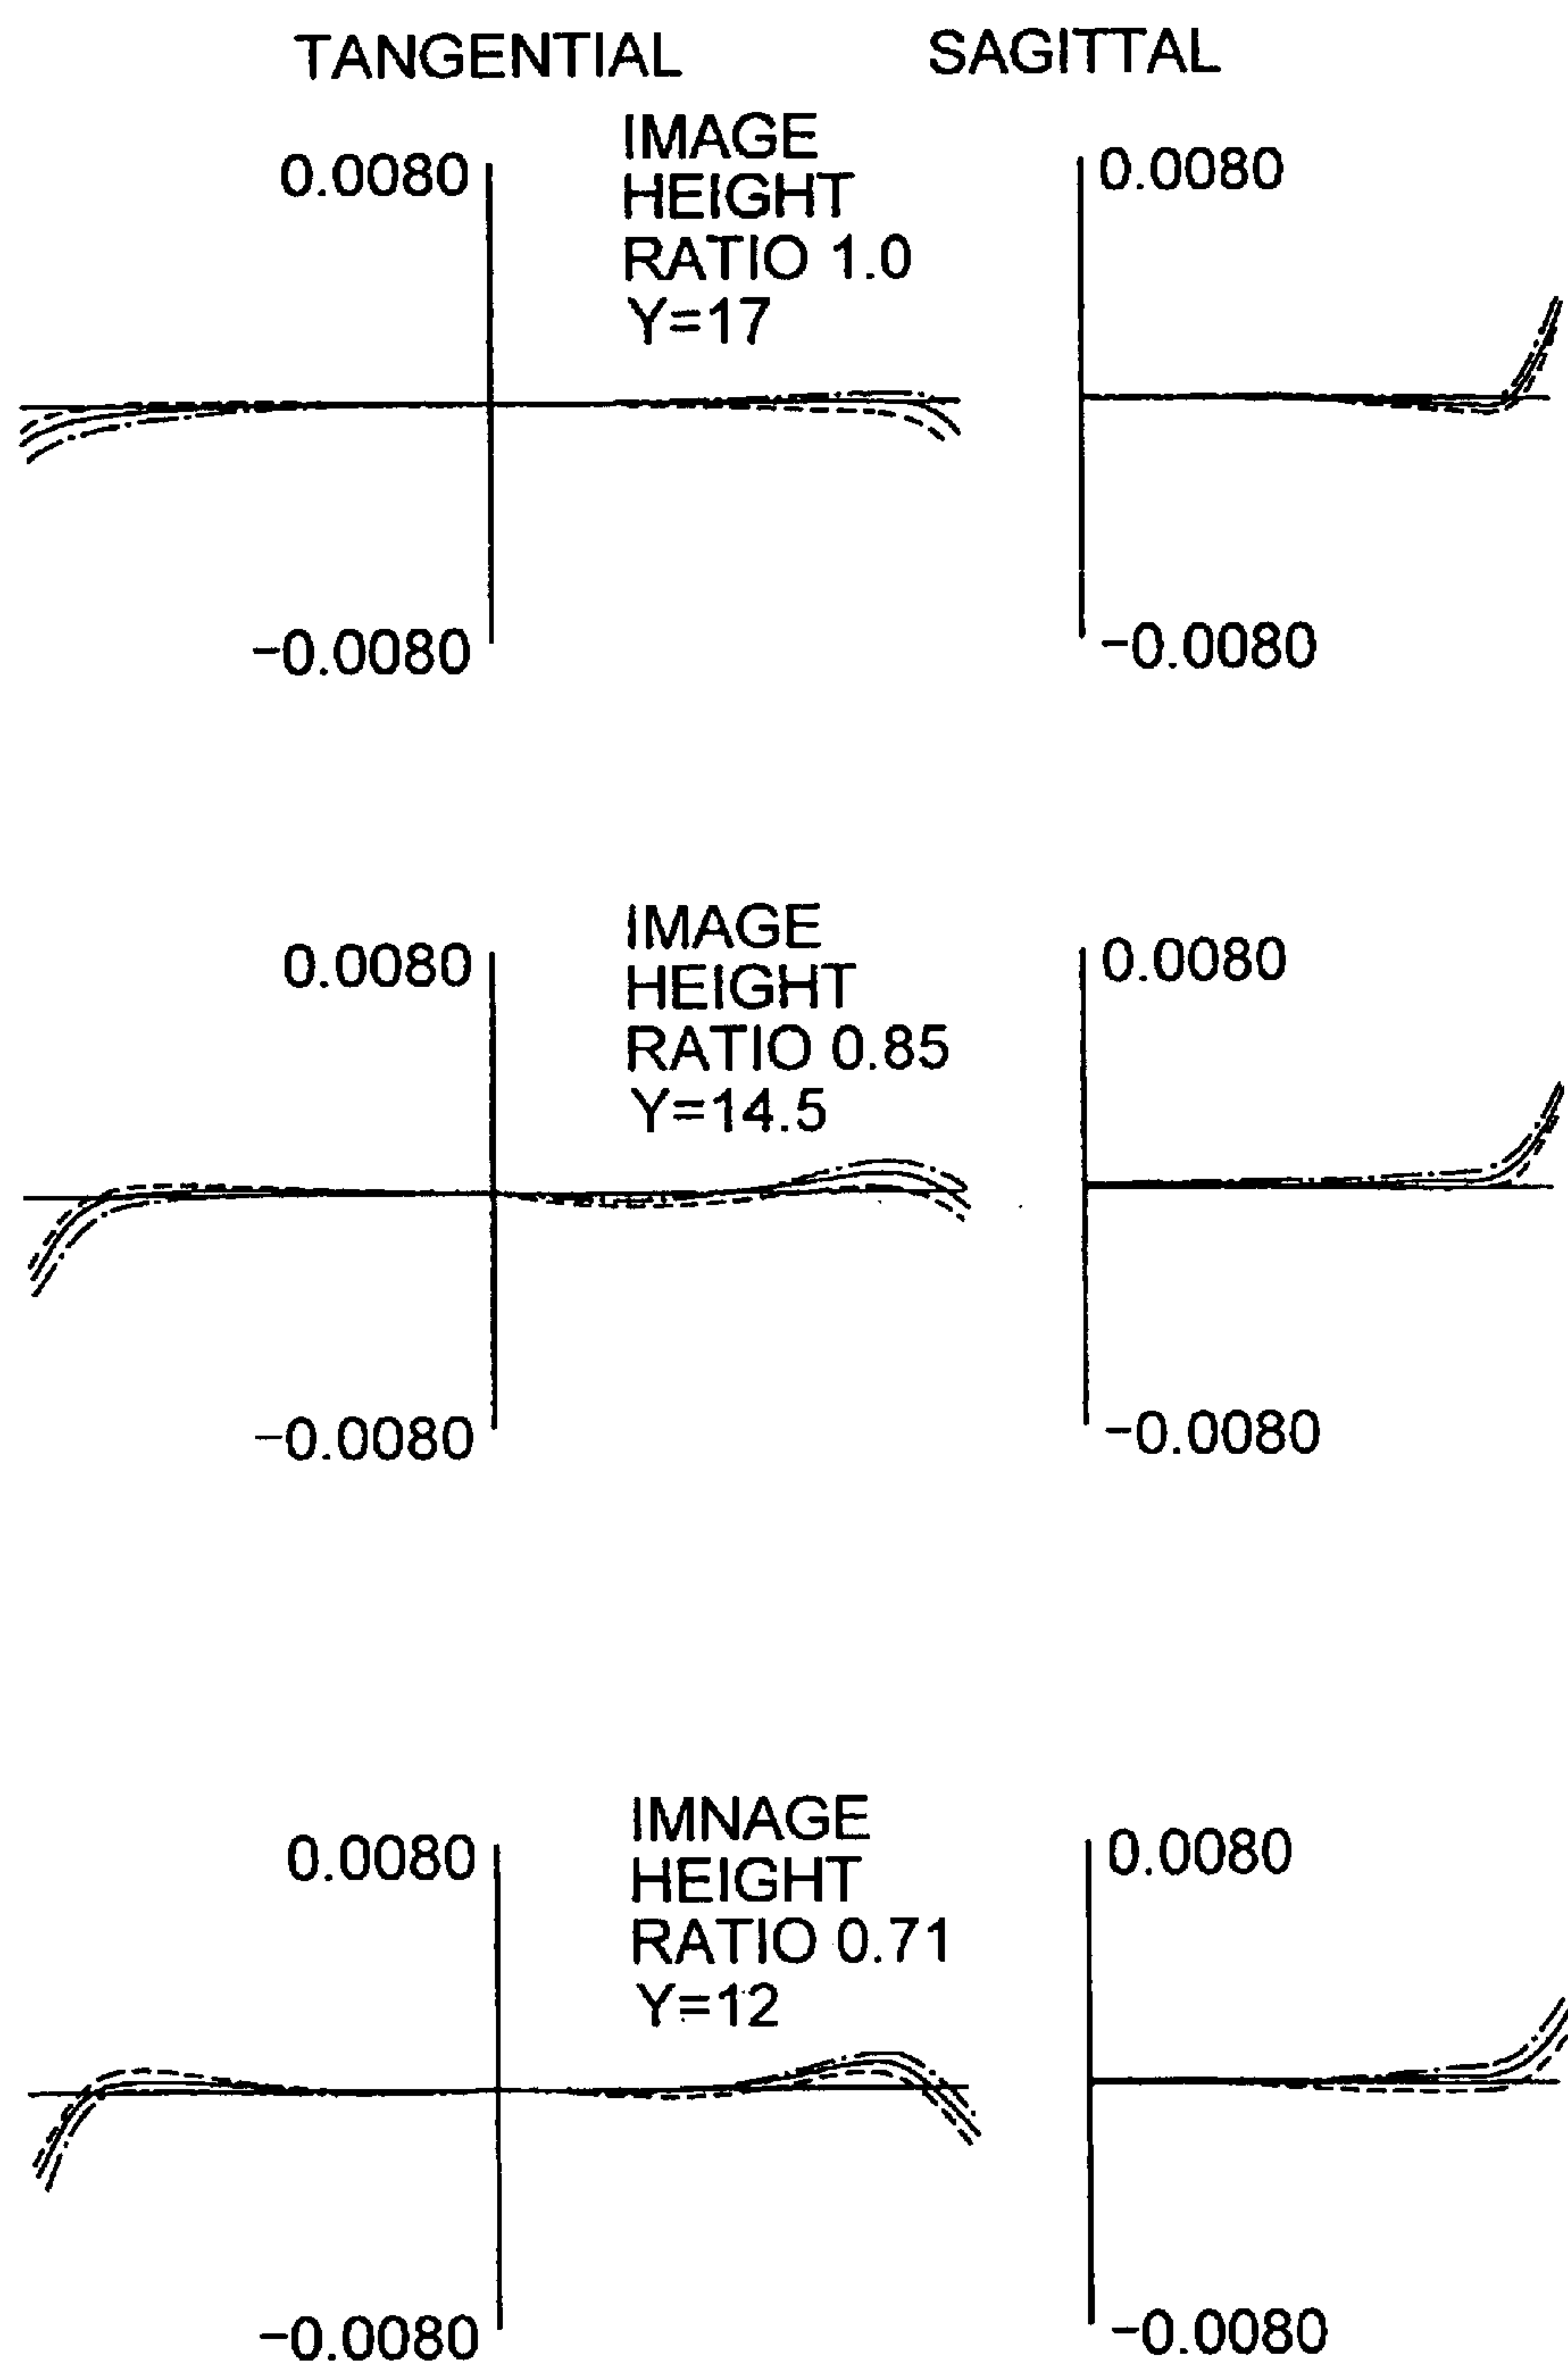 TANGENTIAL SAGITTAL
IMAGE
HEIGHT
RATIO 1.0
Y=17
0.0080
-0.0080
0.0080
-0.0080
IMAGE
HEIGHT
RATIO 0.85
Y=14.5
0.0080
-0.0080
0.0080
-0.0080
IMNAGE
HEIGHT
RATIO 0.71
Y=12
0.0080
-0.0080
0.0080
-0.0080